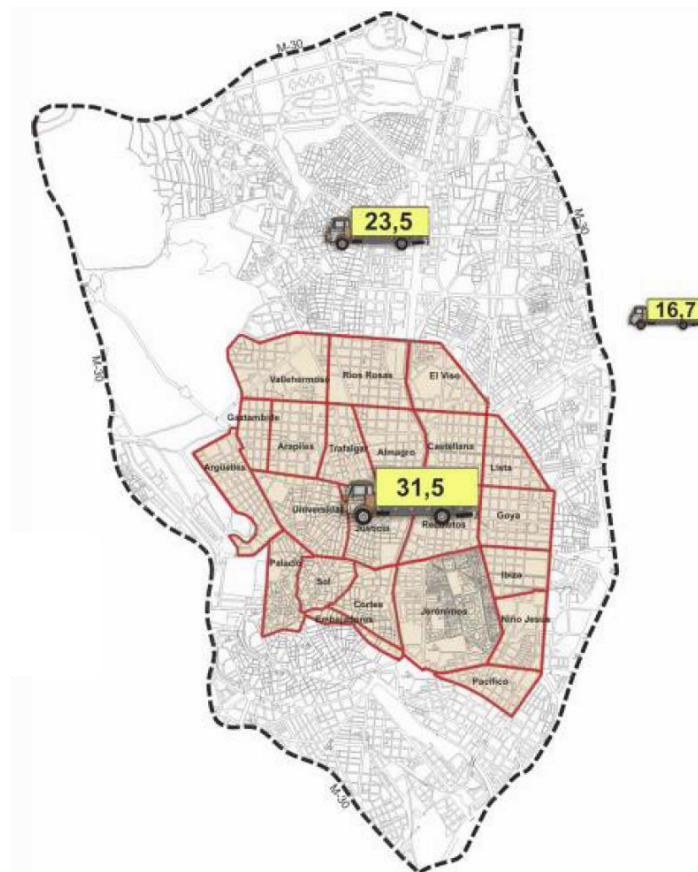 M-30
M-30
23,5
16,7
M-30
Vallehermoso
Rios Rosas
El Viso
Gaztambide
Arapiles
Trafalgar
Almagro
Castellana
Lista
Argüelles
31,5
Universidad
Justicia
Recoletos
Goya
Palacio
Sol
Ibiza
Cortes
Jerónimos
Embajadores
Niño Jesús
Pacífico
M-30